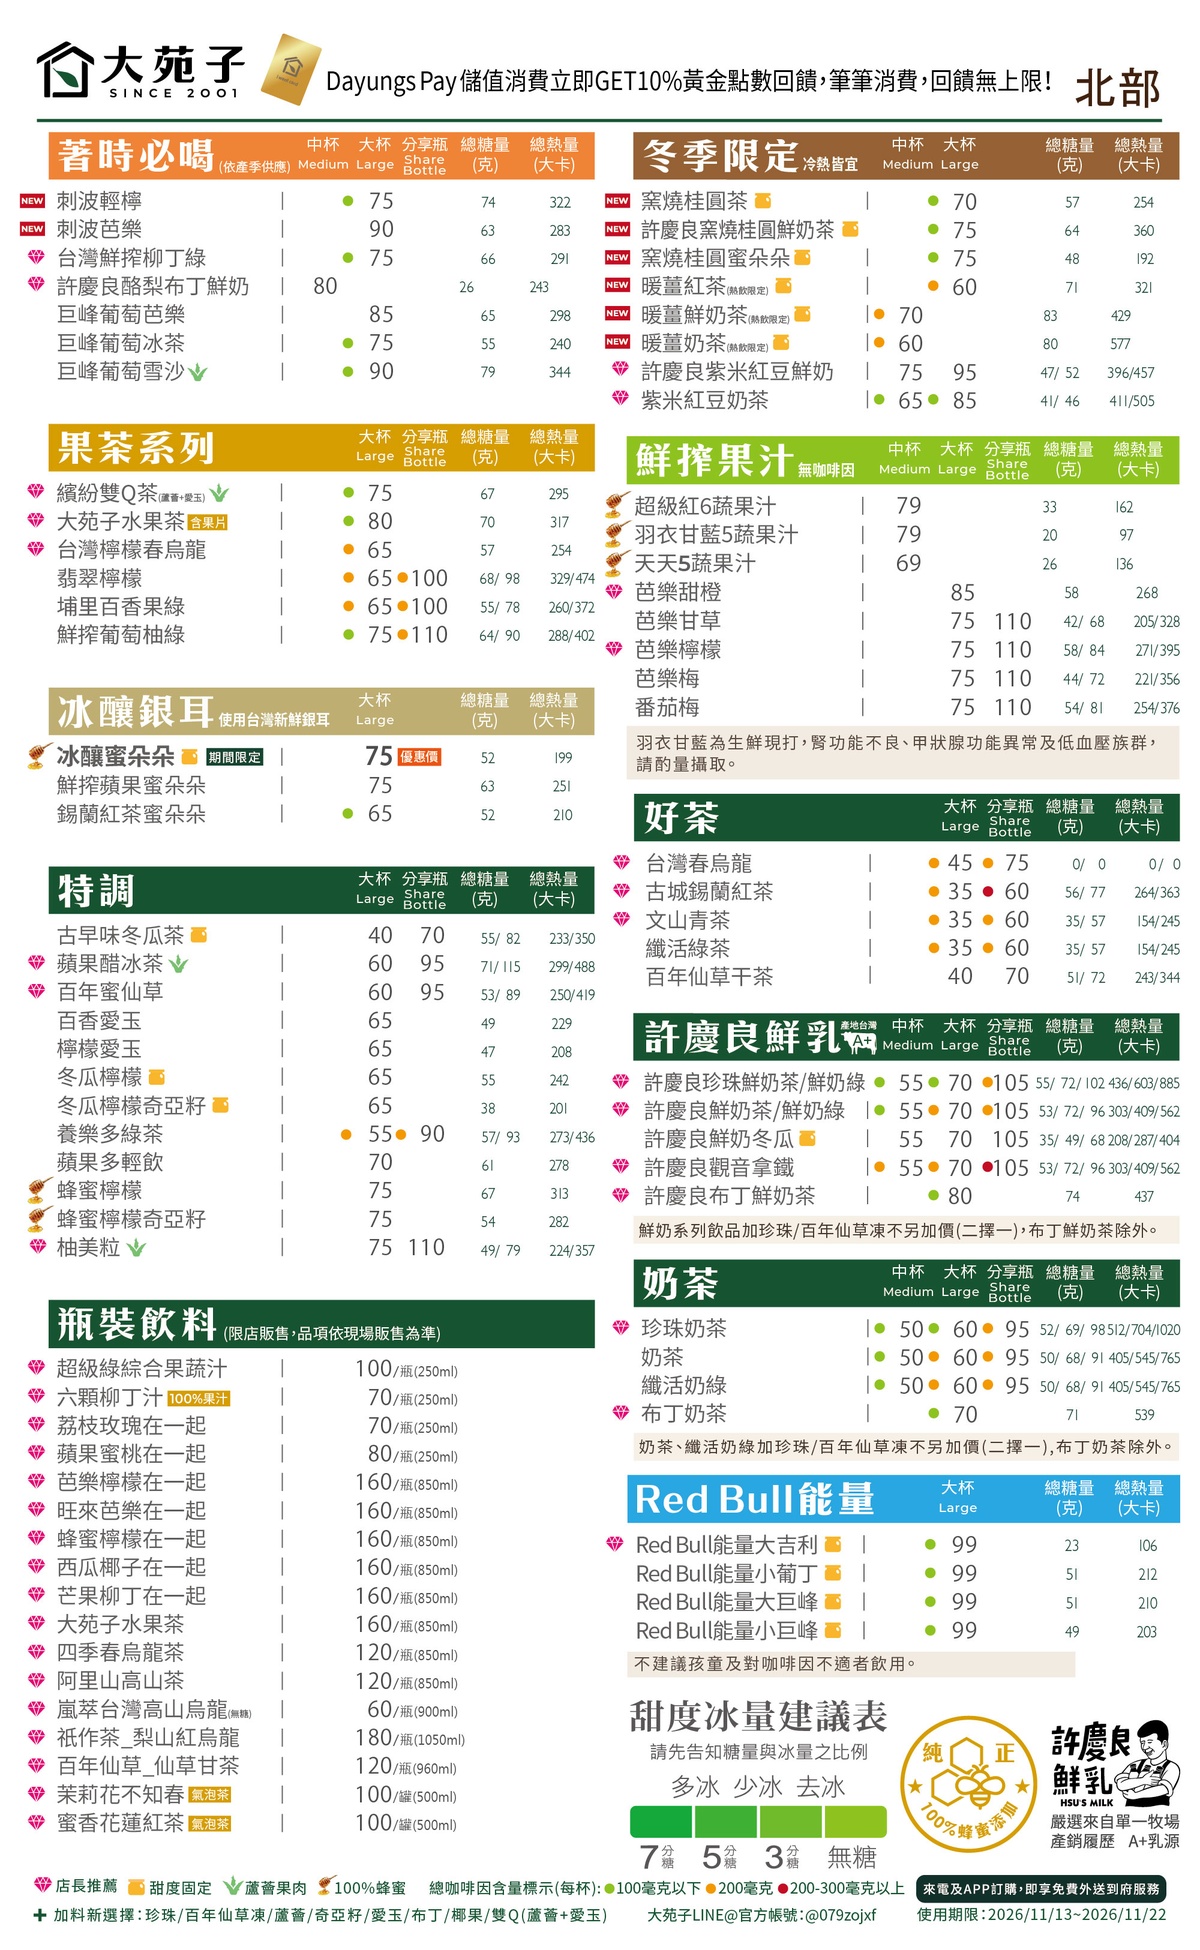 大苑子
SINCE 2001
Dayungs Pay儲值消費立即GET10%黃金點數回饋，筆筆消費，回饋無上限！
北部
著時必喝(依產季供應) 中杯 Medium 大杯 Large 分享瓶 Share Bottle 總糖量(克) 總熱量(大卡)
NEW 刺波輕檸 | 75 74 322
NEW 刺波芭樂 | 90 63 283
台灣鮮搾柳丁綠 | 75 66 291
許慶良酪梨布丁鮮奶 | 80 26 243
巨峰葡萄芭樂 | 85 65 298
巨峰葡萄冰茶 | 75 55 240
巨峰葡萄雪沙 | 90 79 344
果茶系列 大杯 Large 分享瓶 Share Bottle 總糖量(克) 總熱量(大卡)
繽紛雙Q茶(蘆薈+愛玉) | 75 67 295
大苑子水果茶 含果片 | 80 70 317
台灣檸檬春烏龍 | 65 57 254
翡翠檸檬 | 65 100 68/ 98 329/474
埔里百香果綠 | 65 100 55/ 78 260/372
鮮搾葡萄柚綠 | 75 110 64/ 90 288/402
冰釀銀耳 使用台灣新鮮銀耳 大杯 Large 總糖量(克) 總熱量(大卡)
冰釀蜜朵朵 期間限定 | 75 優惠價 52 199
鮮搾蘋果蜜朵朵 75 63 251
錫蘭紅茶蜜朵朵 | 65 52 210
特調 大杯 Large 分享瓶 Share Bottle 總糖量(克) 總熱量(大卡)
古早味冬瓜茶 | 40 70 55/ 82 233/350
蘋果醋冰茶 | 60 95 71/ 115 299/488
百年蜜仙草 | 60 95 53/ 89 250/419
百香愛玉 | 65 49 229
檸檬愛玉 | 65 47 208
冬瓜檸檬 | 65 55 242
冬瓜檸檬奇亞籽 | 65 38 201
養樂多綠茶 | 55 90 57/ 93 273/436
蘋果多輕飲 | 70 61 278
蜂蜜檸檬 | 75 67 313
蜂蜜檸檬奇亞籽 | 75 54 282
柚美粒 | 75 110 49/ 79 224/357
瓶裝飲料(限店販售，品項依現場販售為準)
超級綠綜合果蔬汁 | 100/瓶(250ml)
六顆柳丁汁 100%果汁 | 70/瓶(250ml)
荔枝玫瑰在一起 | 70/瓶(250ml)
蘋果蜜桃在一起 | 80/瓶(250ml)
芭樂檸檬在一起 | 160/瓶(850ml)
旺來芭樂在一起 | 160/瓶(850ml)
蜂蜜檸檬在一起 | 160/瓶(850ml)
西瓜椰子在一起 | 160/瓶(850ml)
芒果柳丁在一起 | 160/瓶(850ml)
大苑子水果茶 | 160/瓶(850ml)
四季春烏龍茶 | 120/瓶(850ml)
阿里山高山茶 | 120/瓶(850ml)
嵐萃台灣高山烏龍(無糖) | 60/瓶(900ml)
祇作茶_梨山紅烏龍 | 180/瓶(1050ml)
百年仙草_仙草甘茶 | 120/瓶(960ml)
茉莉花不知春 氣泡茶 | 100/罐(500ml)
蜜香花蓮紅茶 氣泡茶 | 100/罐(500ml)
冬季限定 冷熱皆宜 中杯 Medium 大杯 Large 總糖量(克) 總熱量(大卡)
NEW 窯燒桂圓茶 | 70 57 254
NEW 許慶良窯燒桂圓鮮奶茶 75 64 360
NEW 窯燒桂圓蜜朵朵 | 75 48 192
NEW 暖薑紅茶(熱飲限定) | 60 71 321
NEW 暖薑鮮奶茶(熱飲限定) | 70 83 429
NEW 暖薑奶茶(熱飲限定) | 60 80 577
許慶良紫米紅豆鮮奶 | 75 95 47/ 52 396/457
紫米紅豆奶茶 | 65 85 41/ 46 411/505
鮮搾果汁 無咖啡因 中杯 Medium 大杯 Large 分享瓶 Share Bottle 總糖量(克) 總熱量(大卡)
超級紅6蔬果汁 | 79 33 162
羽衣甘藍5蔬果汁 | 79 20 97
天天5蔬果汁 | 69 26 136
芭樂甜橙 | 85 58 268
芭樂甘草 | 75 110 42/ 68 205/328
芭樂檸檬 | 75 110 58/ 84 271/395
芭樂梅 | 75 110 44/ 72 221/356
番茄梅 | 75 110 54/ 81 254/376
羽衣甘藍為生鮮現打，腎功能不良、甲狀腺功能異常及低血壓族群，
請酌量攝取。
好茶 大杯 Large 分享瓶 Share Bottle 總糖量(克) 總熱量(大卡)
台灣春烏龍 | 45 75 0/ 0 0/ 0
古城錫蘭紅茶 | 35 60 56/ 77 264/363
文山青茶 | 35 60 35/ 57 154/245
纖活綠茶 | 35 60 35/ 57 154/245
百年仙草干茶 | 40 70 51/ 72 243/344
許慶良鮮乳 產地台灣 A+ 中杯 Medium 大杯 Large 分享瓶 Share Bottle 總糖量(克) 總熱量(大卡)
許慶良珍珠鮮奶茶/鮮奶綠 55 70 105 55/ 72/ 102 436/603/885
許慶良鮮奶茶/鮮奶綠 | 55 70 105 53/ 72/ 96 303/409/562
許慶良鮮奶冬瓜 | 55 70 105 35/ 49/ 68 208/287/404
許慶良觀音拿鐵 | 55 70 105 53/ 72/ 96 303/409/562
許慶良布丁鮮奶茶 | 80 74 437
鮮奶系列飲品加珍珠/百年仙草凍不另加價(二擇一)，布丁鮮奶茶除外。
奶茶 中杯 Medium 大杯 Large 分享瓶 Share Bottle 總糖量(克) 總熱量(大卡)
珍珠奶茶 | 50 60 95 52/ 69/ 98 512/704/1020
奶茶 | 50 60 95 50/ 68/ 91 405/545/765
纖活奶綠 | 50 60 95 50/ 68/ 91 405/545/765
布丁奶茶 | 70 71 539
奶茶、纖活奶綠加珍珠/百年仙草凍不另加價(二擇一),布丁奶茶除外。
Red Bull能量 大杯 Large 總糖量(克) 總熱量(大卡)
Red Bull能量大吉利 | 99 23 106
Red Bull能量小葡丁 | 99 51 212
Red Bull能量大巨峰 | 99 51 210
Red Bull能量小巨峰 | 99 49 203
不建議孩童及對咖啡因不適者飲用。
甜度冰量建議表
請先告知糖量與冰量之比例
多冰 少冰 去冰
7分糖 5分糖 3分糖 無糖
純 正
100%蜂蜜添加
許慶良
鮮乳
HSU'S MILK
嚴選來自單一牧場
產銷履歷 A+乳源
店長推薦 甜度固定 蘆薈果肉 100%蜂蜜 總咖啡因含量標示(每杯): 100毫克以下 200毫克 200-300毫克以上 來電及APP訂購，即享免費外送到府服務
+ 加料新選擇：珍珠/百年仙草凍/蘆薈/奇亞籽/愛玉/布丁/椰果/雙Q(蘆薈+愛玉) 大苑子LINE@官方帳號：@079zojxf 使用期限：2026/11/13~2026/11/22